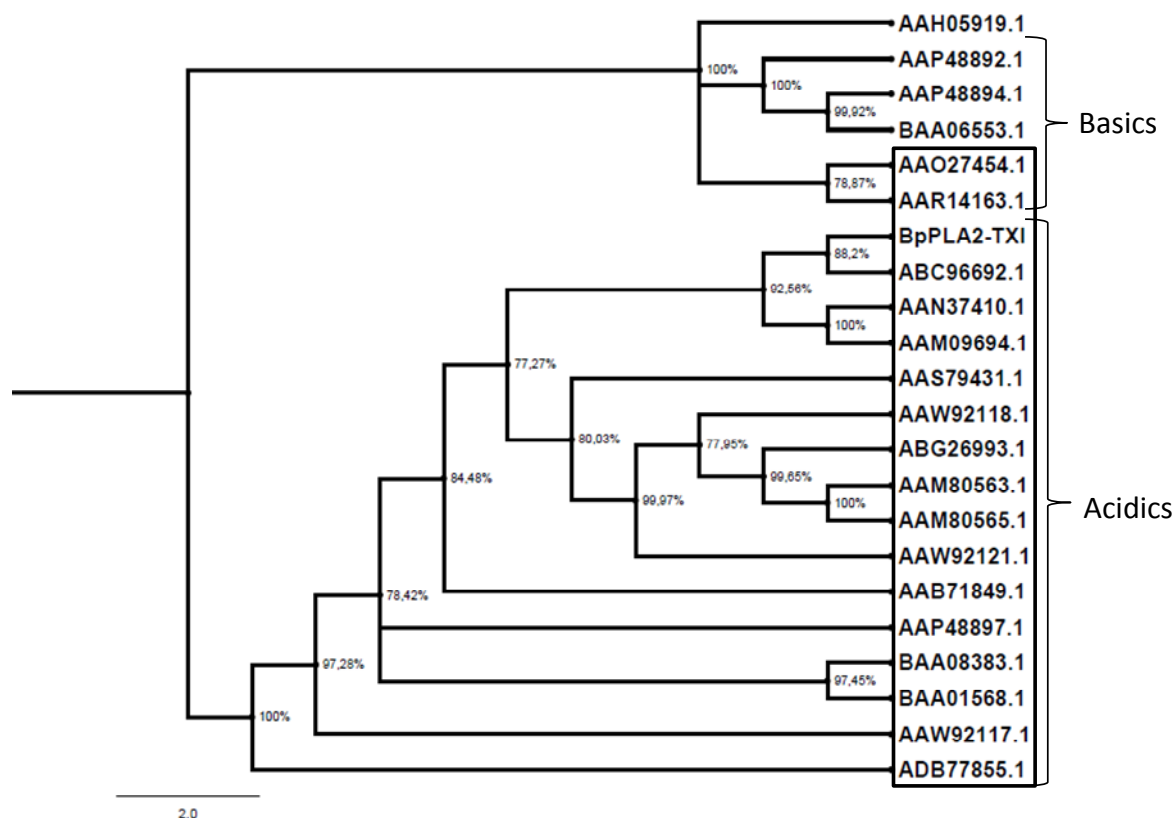 AAH05919.1
AAP48892.1
100%
100%
AAP48894.1
99,92%
BAA06553.1
Basics
AAO27454.1
78,87%
AAR14163.1
BpPLA2-TXI
88,2%
ABC96692.1
92,56%
AAN37410.1
100%
AAM09694.1
77,27%
AAS79431.1
AAW92118.1
80,03%
77,95%
ABG26993.1
99,65%
84,48%
AAM80563.1
99,97%
100%
Acidics
AAM80565.1
AAW92121.1
AAB71849.1
78,42%
AAP48897.1
BAA08383.1
97,28%
97,45%
BAA01568.1
100%
AAW92117.1
ADB77855.1
2.0